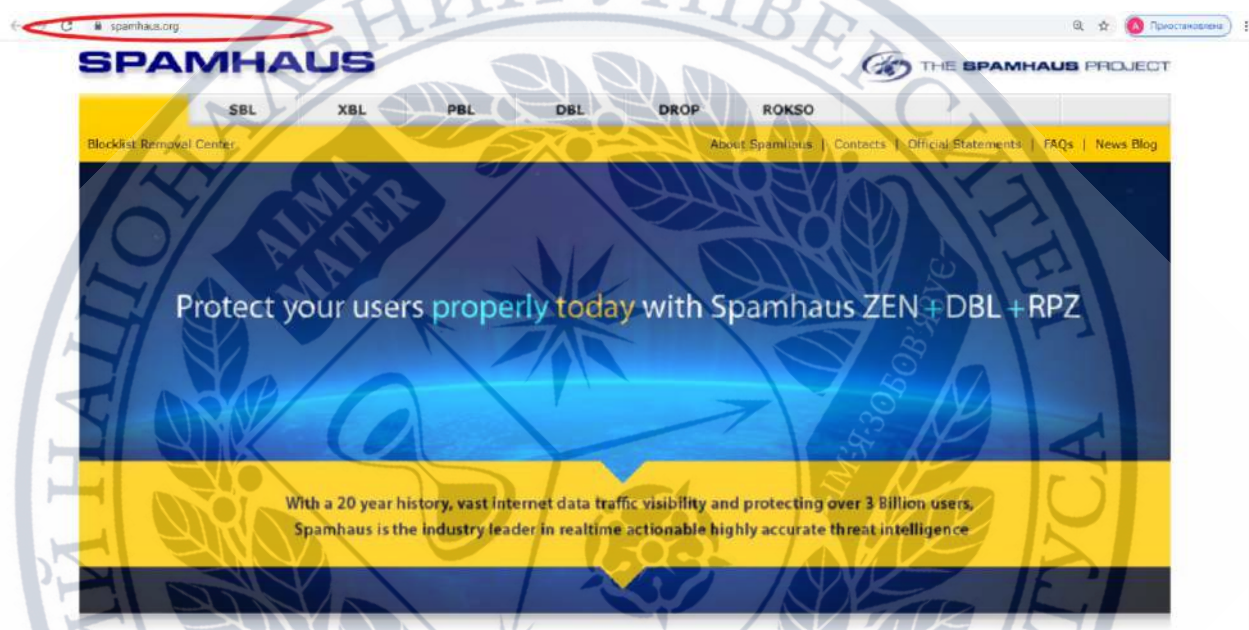 spamhaus.org
Приостановлена
SPAMHAUS
THE SPAMHAUS PROJECT
SBL XBL PBL DBL DROP ROKSO
Blocklist Removal Center About Spamhaus | Contacts | Official Statements | FAQs | News Blog
ALMA
MATER
Protect your users properly today with Spamhaus ZEN+DBL+RPZ
ІМ'Я ЗОБОВ'ЯЗУЄ
With a 20 year history, vast internet data traffic visibility and protecting over 3 Billion users,
Spamhaus is the industry leader in realtime actionable highly accurate threat intelligence